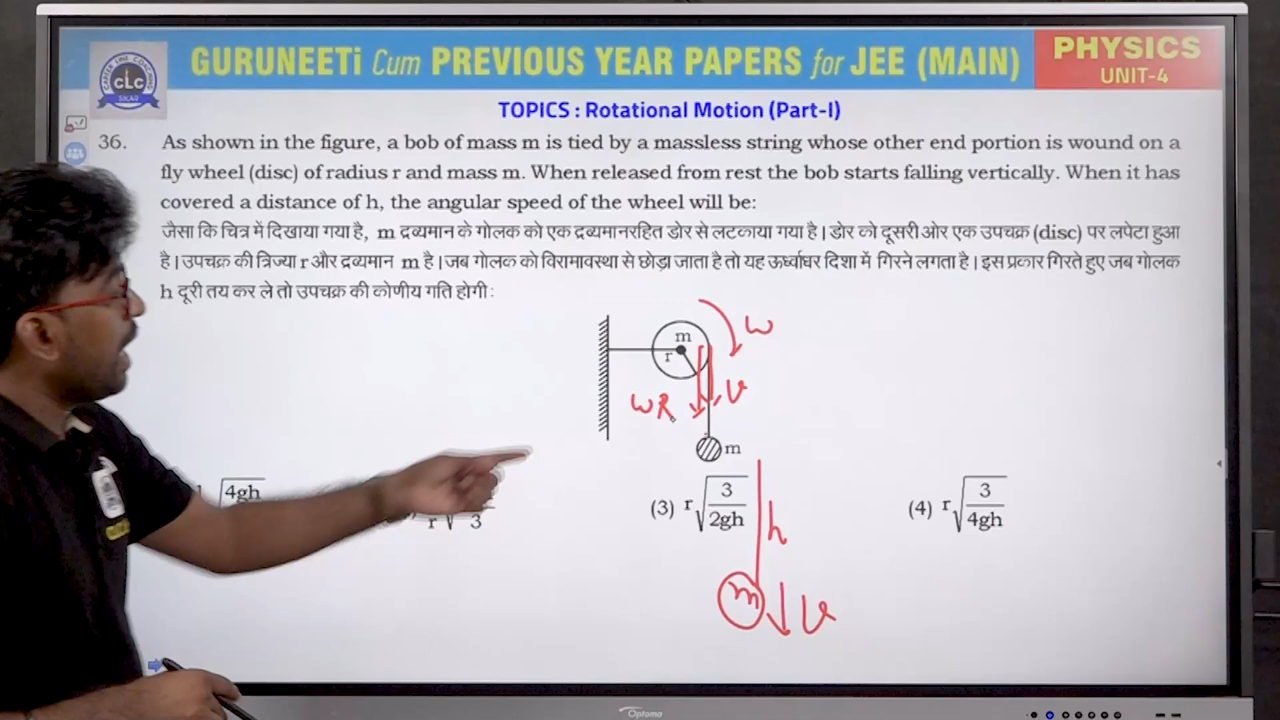 GURUNEETi Cum PREVIOUS YEAR PAPERS for JEE (MAIN)
PHYSICS
UNIT-4
CLC
SIKAR
TOPICS : Rotational Motion (Part-I)
36. As shown in the figure, a bob of mass m is tied by a massless string whose other end portion is wound on a
fly wheel (disc) of radius r and mass m. When released from rest the bob starts falling vertically. When it has
covered a distance of h, the angular speed of the wheel will be:
जैसा कि चित्र में दिखाया गया है, m द्रव्यमान के गोलक को एक द्रव्यमानरहित डोर से लटकाया गया है। डोर को दूसरी ओर एक उपचक्र (disc) पर लपेटा हुआ
है। उपचक्र की त्रिज्या r और द्रव्यमान m है। जब गोलक को विरामावस्था से छोड़ा जाता है तो यह ऊर्ध्वाधर दिशा में गिरने लगता है। इस प्रकार गिरते हुए जब गोलक
h दूरी तय कर ले तो उपचक्र की कोणीय गति होगी :
m
r
ω
ωR
v
m
√4gh
r√ 3
(3) r√3/2gh
(4) r√3/4gh
h
m
v
Optoma